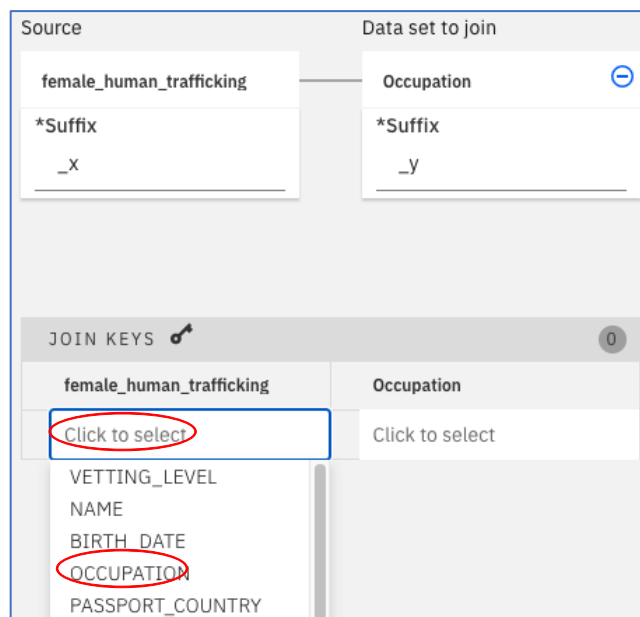 Source Data set to join
female_human_trafficking Occupation
*Suffix *Suffix
_x _y
JOIN KEYS 0
female_human_trafficking Occupation
Click to select Click to select
VETTING_LEVEL
NAME
BIRTH_DATE
OCCUPATION
PASSPORT_COUNTRY